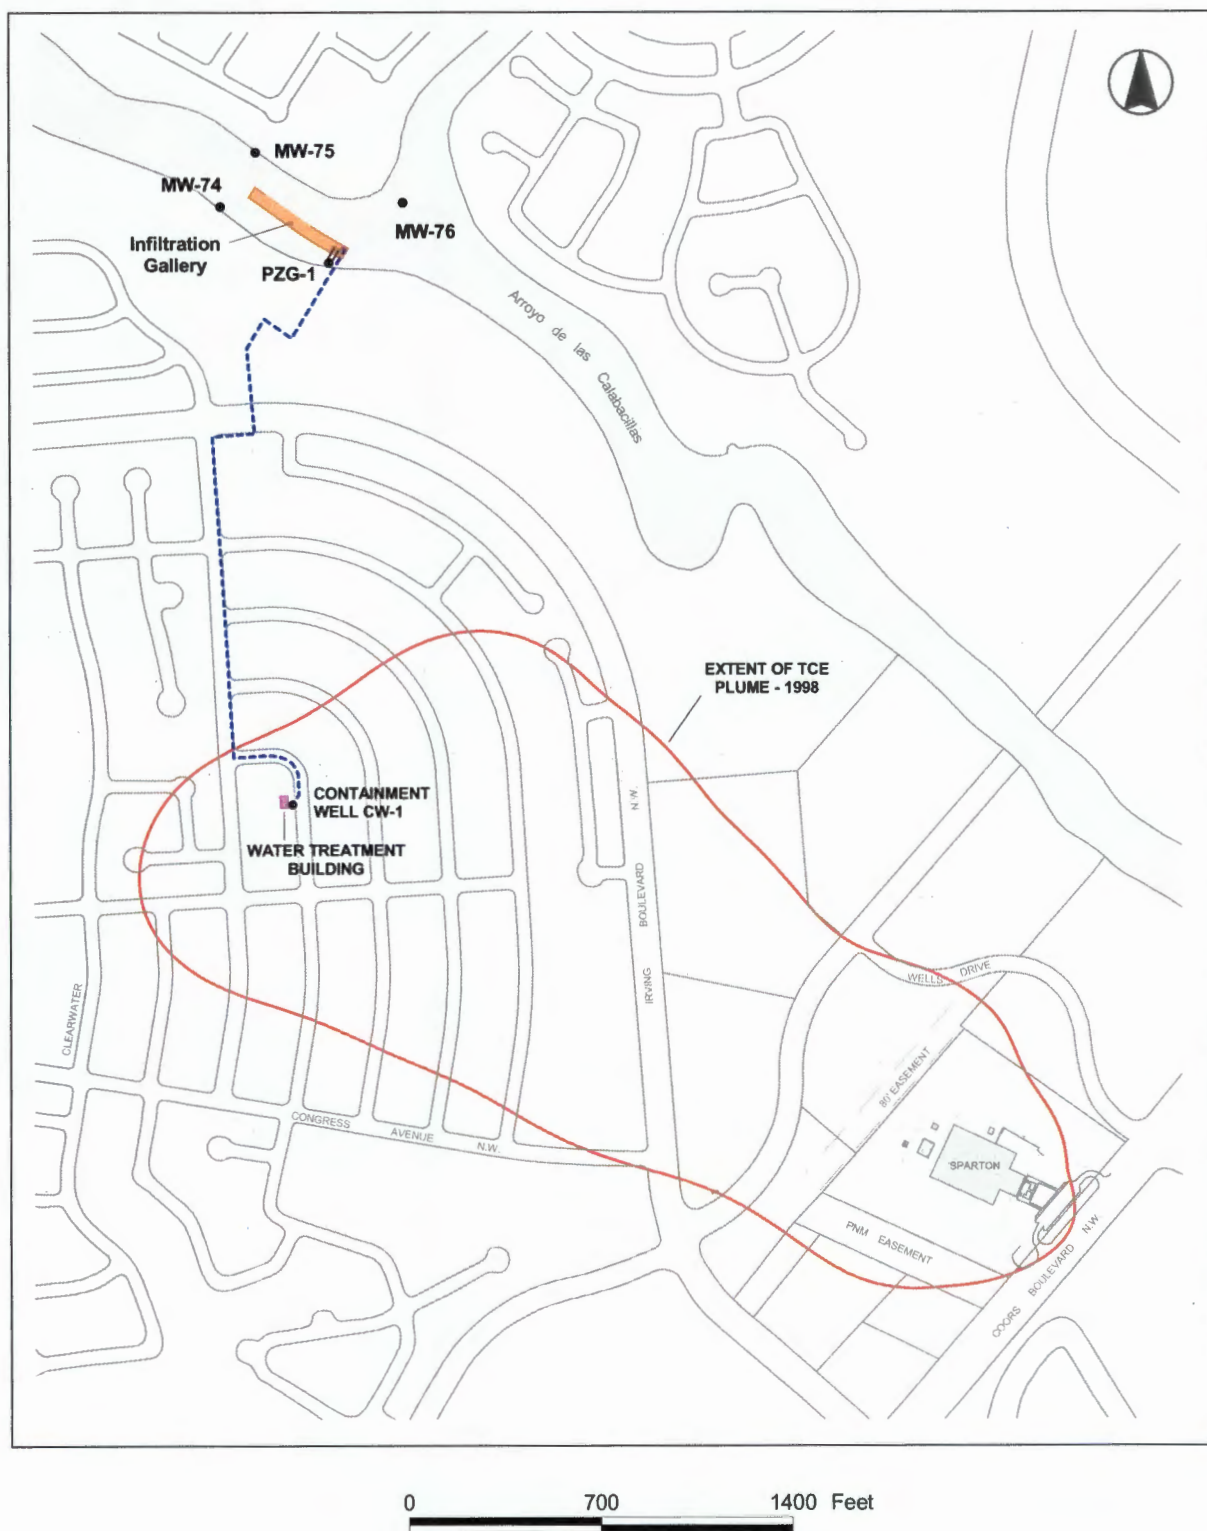 MW-75
MW-74
MW-76
Infiltration
Gallery
PZG-1
Arroyo de las Calabacillas
EXTENT OF TCE
PLUME - 1998
CONTAINMENT
WELL CW-1
WATER TREATMENT
BUILDING
IRVING BOULEVARD N.W.
WELLS DRIVE
CLEARWATER
80' EASEMENT
CONGRESS AVENUE N.W.
SPARTON
PNM EASEMENT
COORS BOULEVARD N.W.
0 700 1400 Feet